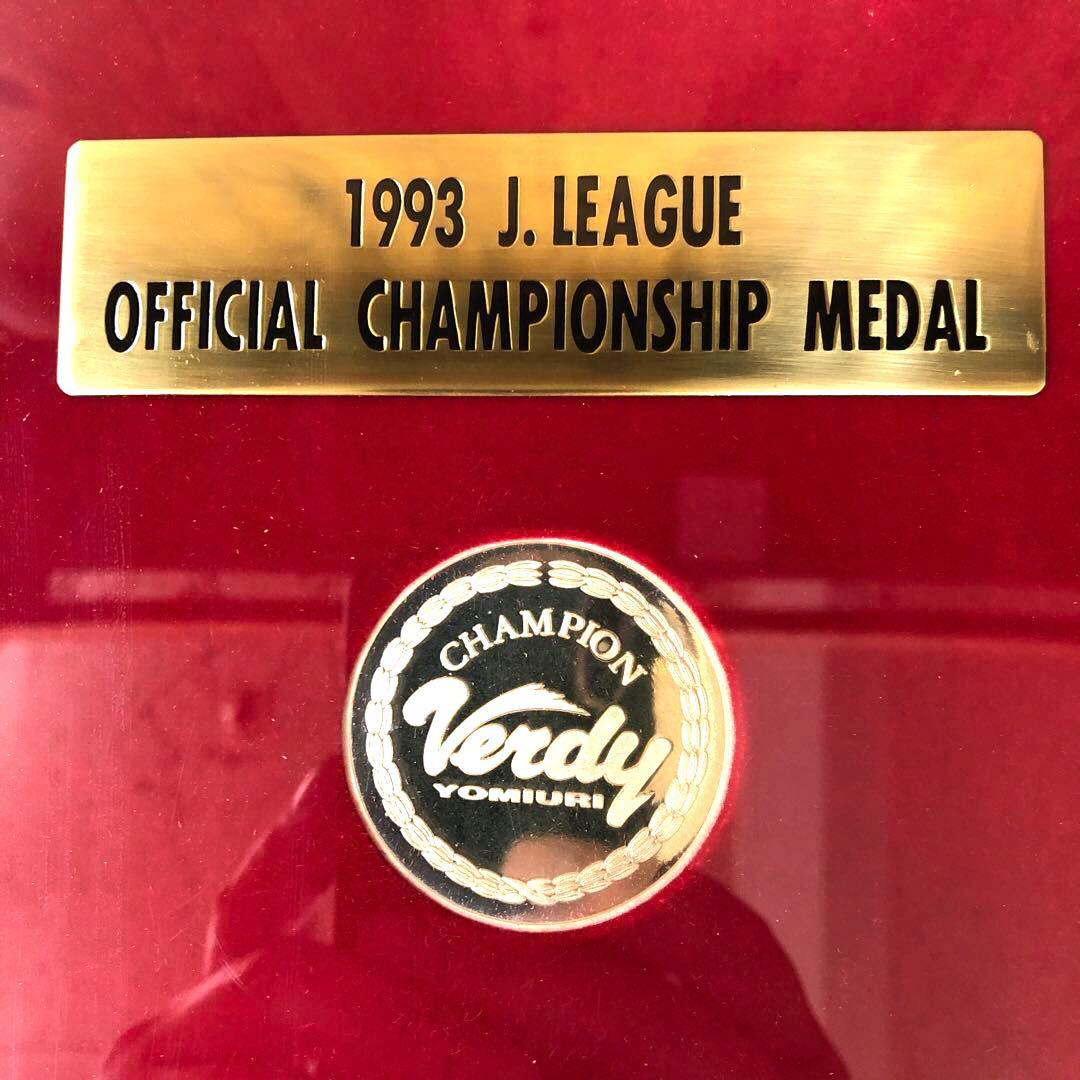 1993 J. LEAGUE
OFFICIAL CHAMPIONSHIP MEDAL
CHAMPION
Verdy
YOMIURI